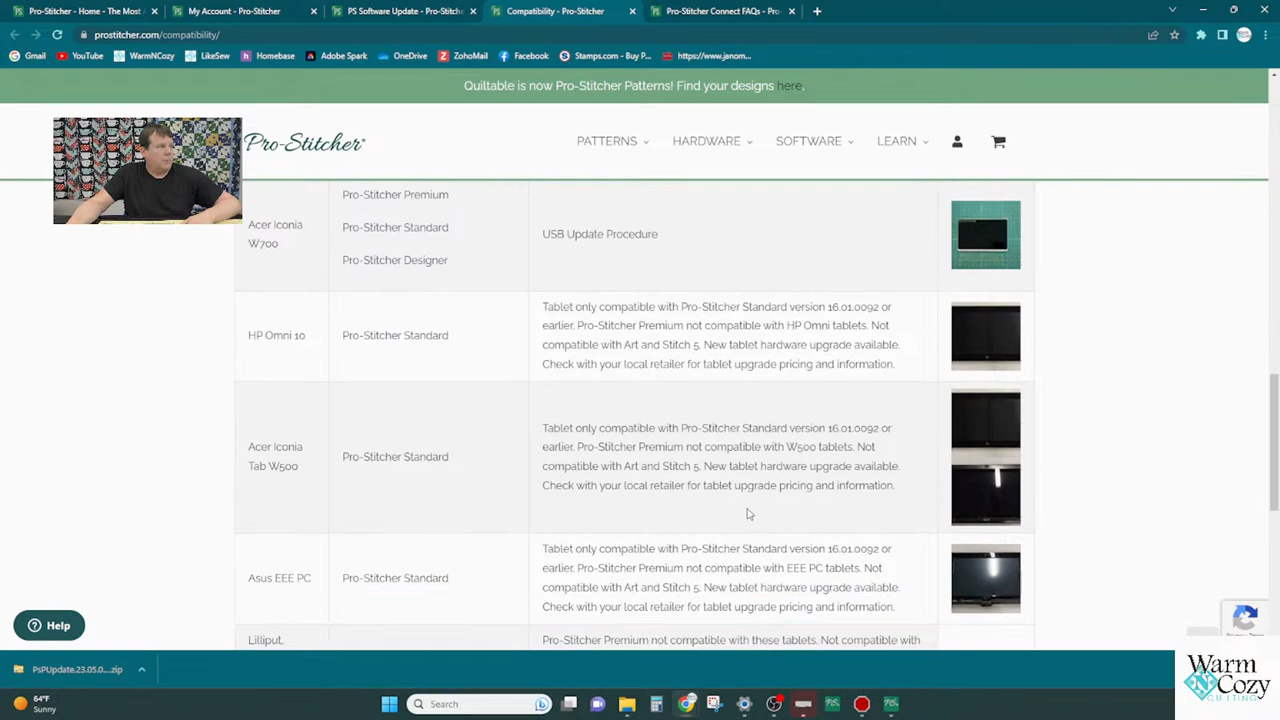 Pro-Stitcher - Home - The Most A
My Account - Pro-Stitcher
PS Software Update - Pro-Stitche
Compatibility - Pro-Stitcher
Pro-Stitcher Connect FAQs - Pro-
prostitcher.com/compatibility/
Gmail
YouTube
WarmNCozy
LikeSew
Homebase
Adobe Spark
OneDrive
ZohoMail
Facebook
Stamps.com - Buy P...
https://www.janom...
Quiltable is now Pro-Stitcher Patterns! Find your designs here.
Pro-Stitcher®
PATTERNS
HARDWARE
SOFTWARE
LEARN
Acer Iconia
W700
Pro-Stitcher Premium
Pro-Stitcher Standard
Pro-Stitcher Designer
USB Update Procedure
HP Omni 10
Pro-Stitcher Standard
Tablet only compatible with Pro-Stitcher Standard version 16.01.0092 or
earlier. Pro-Stitcher Premium not compatible with HP Omni tablets. Not
compatible with Art and Stitch 5. New tablet hardware upgrade available.
Check with your local retailer for tablet upgrade pricing and information.
Acer Iconia
Tab W500
Pro-Stitcher Standard
Tablet only compatible with Pro-Stitcher Standard version 16.01.0092 or
earlier. Pro-Stitcher Premium not compatible with W500 tablets. Not
compatible with Art and Stitch 5. New tablet hardware upgrade available.
Check with your local retailer for tablet upgrade pricing and information.
Asus EEE PC
Pro-Stitcher Standard
Tablet only compatible with Pro-Stitcher Standard version 16.01.0092 or
earlier. Pro-Stitcher Premium not compatible with EEE PC tablets. Not
compatible with Art and Stitch 5. New tablet hardware upgrade available.
Check with your local retailer for tablet upgrade pricing and information.
Lilliput,
Pro-Stitcher Premium not compatible with these tablets. Not compatible with
Help
PsPUpdate.23.05.0....zip
64°F
Sunny
Search
Warm
N
Cozy
QUILTING